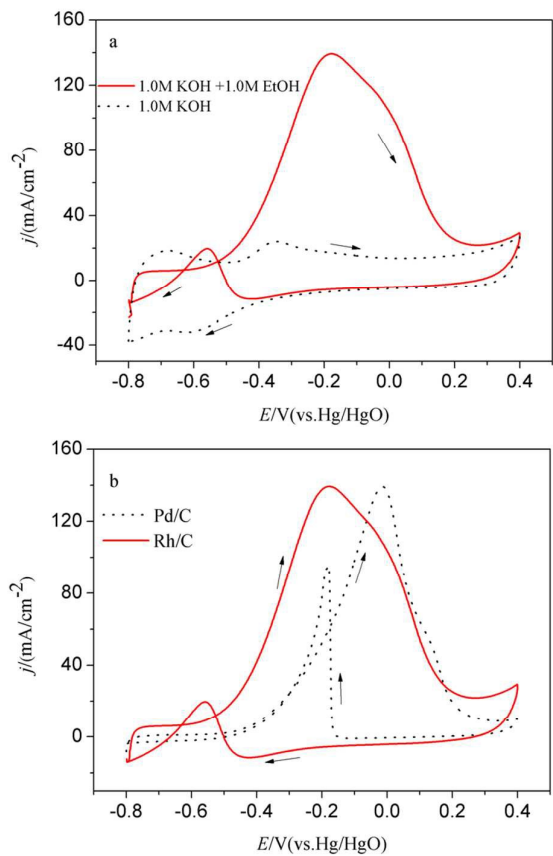 a
160
120
80
40
0
-40
j/(mA/cm-2)
1.0M KOH +1.0M EtOH
1.0M KOH
-0.8 -0.6 -0.4 -0.2 0.0 0.2 0.4
E/V(vs.Hg/HgO)
b
160
120
80
40
0
j/(mA/cm-2)
Pd/C
Rh/C
-0.8 -0.6 -0.4 -0.2 0.0 0.2 0.4
E/V(vs.Hg/HgO)